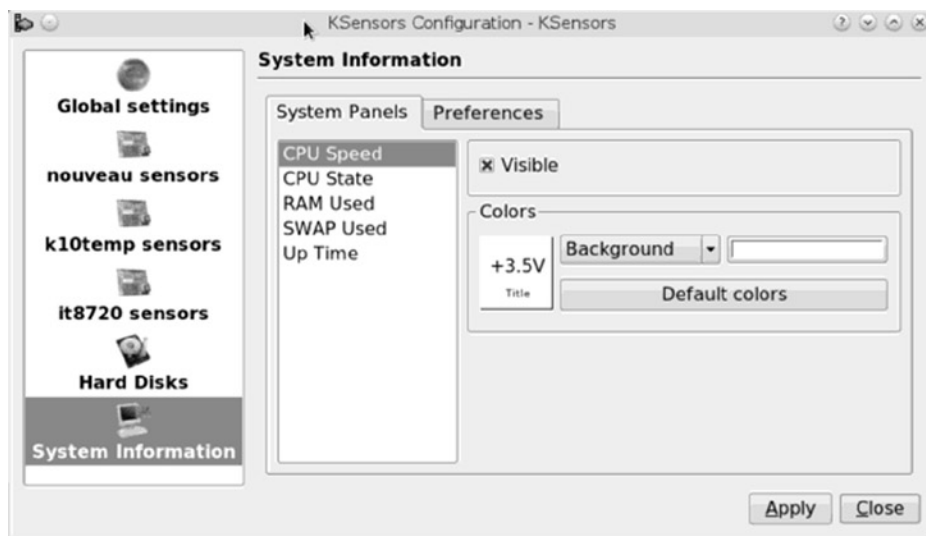 KSensors Configuration - KSensors
Global settings
nouveau sensors
k10temp sensors
it8720 sensors
Hard Disks
System Information
System Information
System Panels
Preferences
CPU Speed
CPU State
RAM Used
SWAP Used
Up Time
Visible
Colors
+3.5V
Title
Background
Default colors
Apply
Close